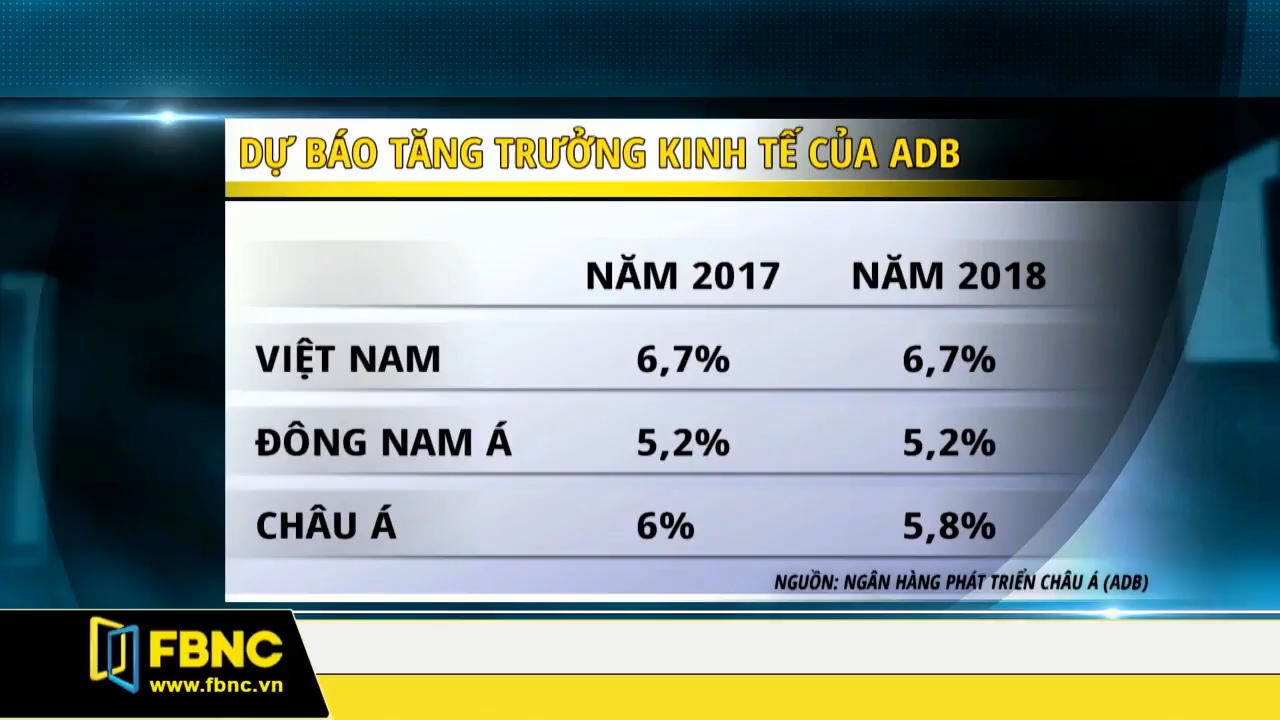 DỰ BÁO TĂNG TRƯỞNG KINH TẾ CỦA ADB
NĂM 2017 NĂM 2018
VIỆT NAM 6,7% 6,7%
ĐÔNG NAM Á 5,2% 5,2%
CHÂU Á 6% 5,8%
NGUỒN: NGÂN HÀNG PHÁT TRIỂN CHÂU Á (ADB)
FBNC
www.fbnc.vn